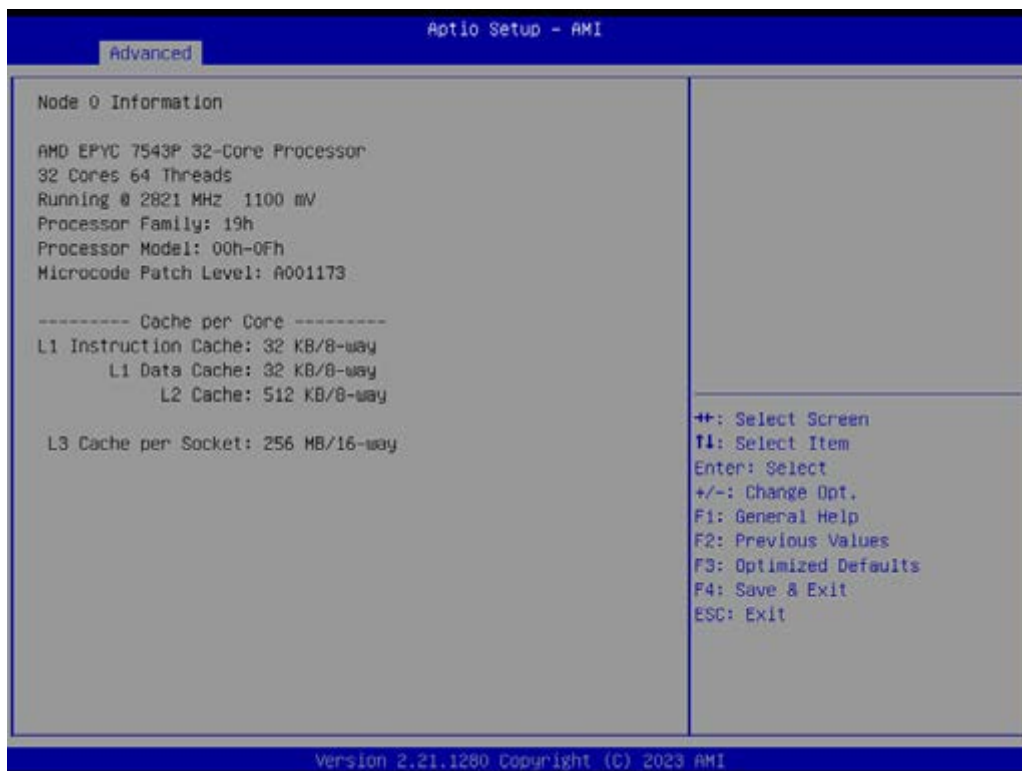 Aptio Setup - AMI
Advanced
Node 0 Information
AMD EPYC 7543P 32-Core Processor
32 Cores 64 Threads
Running @ 2821 MHz 1100 mV
Processor Family: 19h
Processor Model: 00h-0Fh
Microcode Patch Level: A001173
--------- Cache per Core ---------
L1 Instruction Cache: 32 KB/8-way
L1 Data Cache: 32 KB/8-way
L2 Cache: 512 KB/8-way
L3 Cache per Socket: 256 MB/16-way
→←: Select Screen
↑↓: Select Item
Enter: Select
+/-: Change Opt.
F1: General Help
F2: Previous Values
F3: Optimized Defaults
F4: Save & Exit
ESC: Exit
Version 2.21.1280 Copyright (C) 2023 AMI